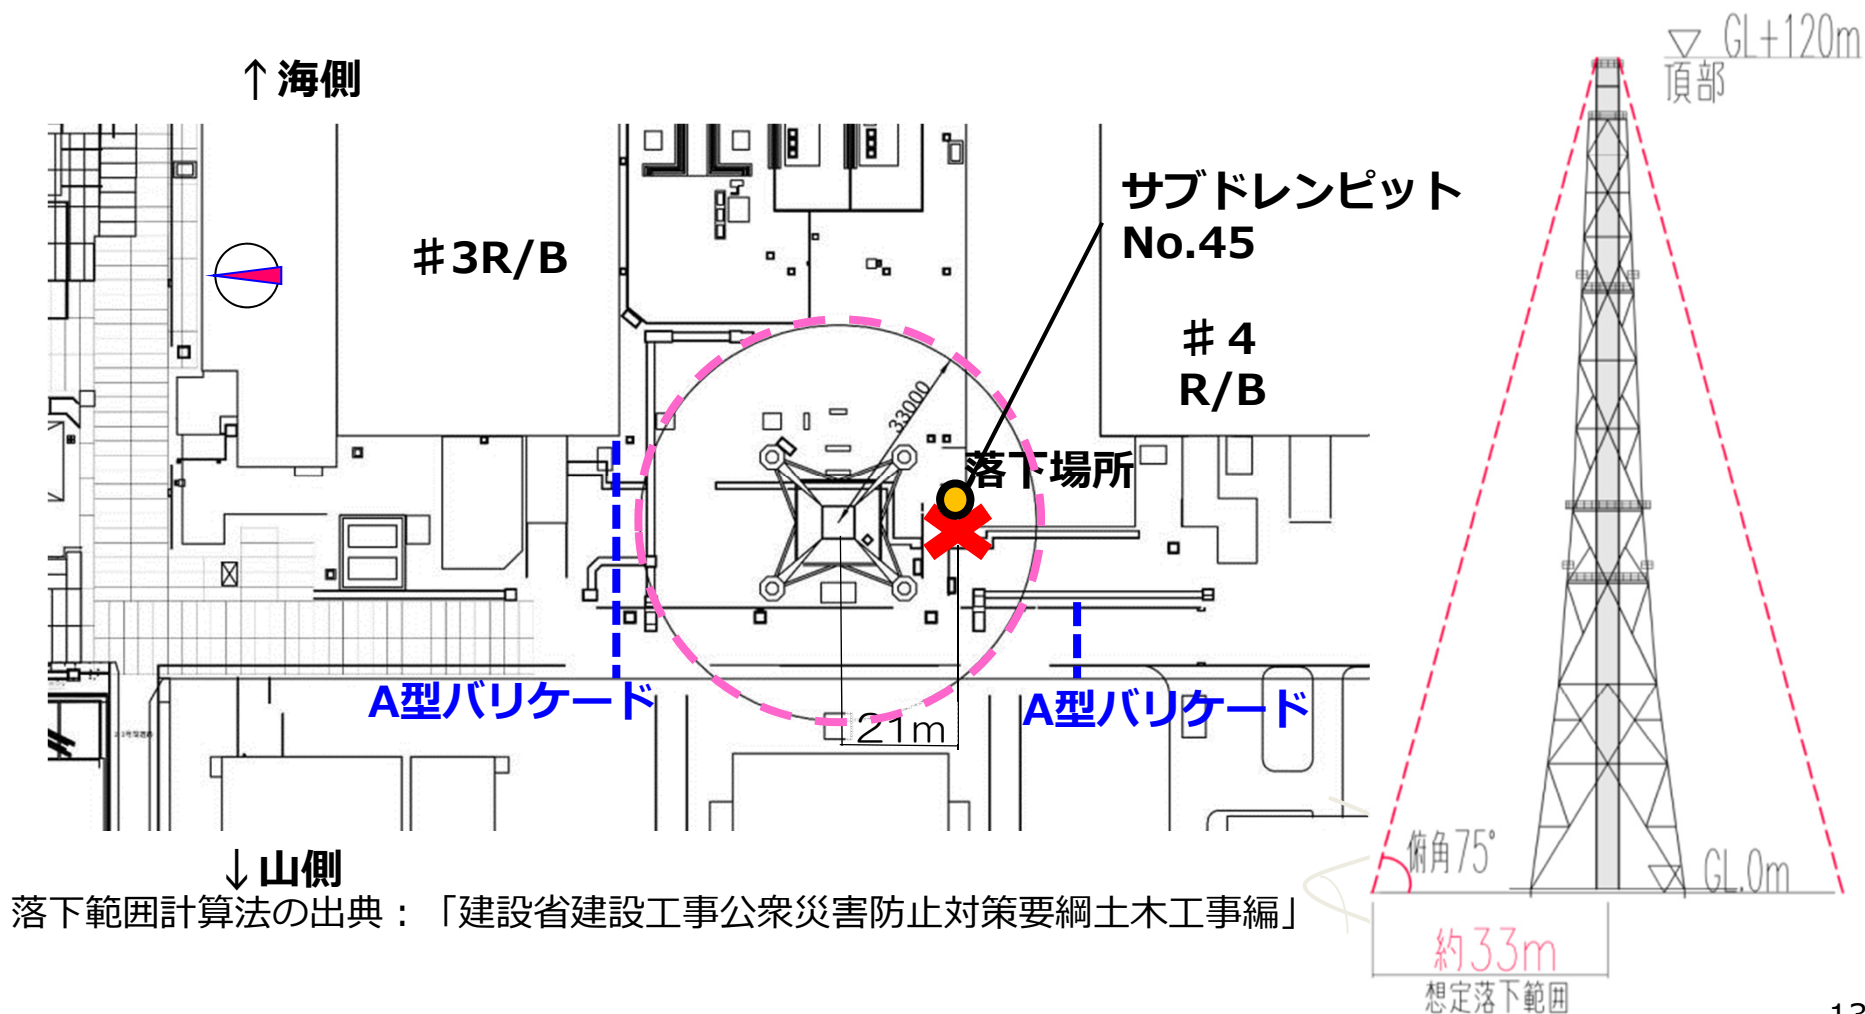 ↑海側
GL+120m
頂部
サブドレンピット
No.45
♯3R/B
♯4
R/B
33000
落下場所
A型バリケード
21m
A型バリケード
↓山側
俯角75°
GL.0m
落下範囲計算法の出典：「建設省建設工事公衆災害防止対策要綱土木工事編」
約33m
想定落下範囲
13